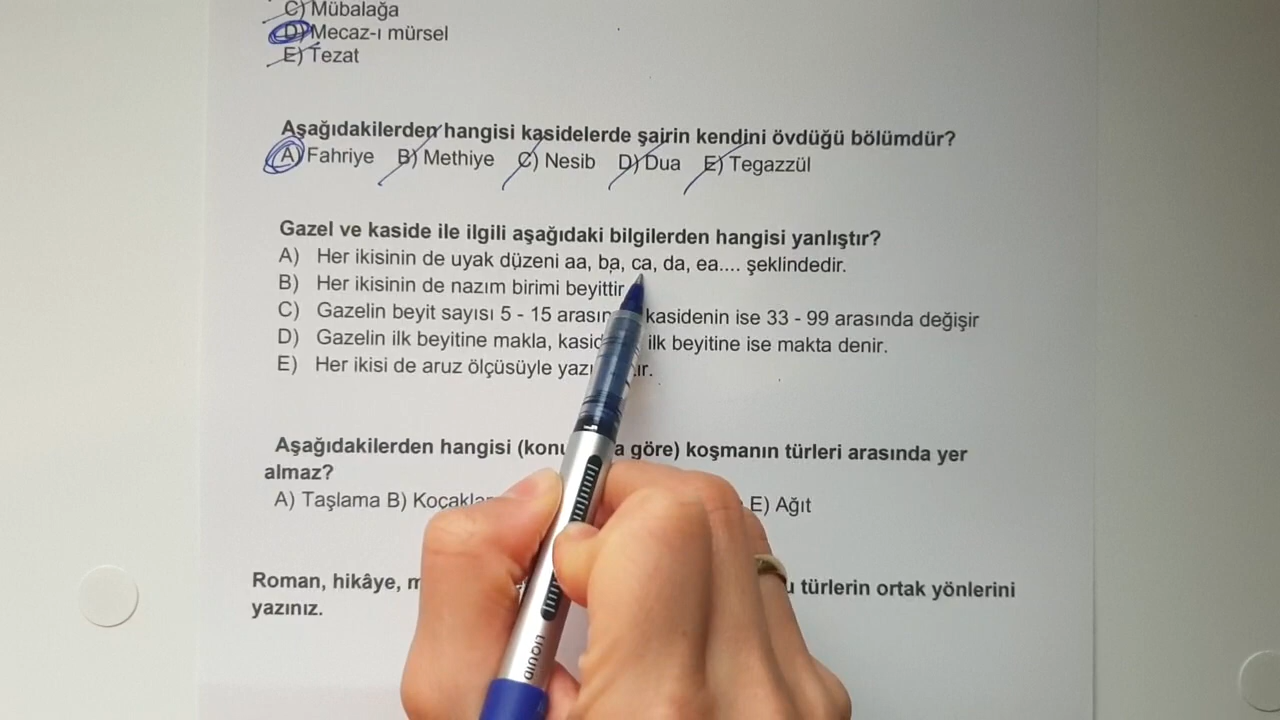 C) Mübalağa
D) Mecaz-ı mürsel
E) Tezat
Aşağıdakilerden hangisi kasidelerde şairin kendini övdüğü bölümdür?
A) Fahriye B) Methiye C) Nesib D) Dua E) Tegazzül
Gazel ve kaside ile ilgili aşağıdaki bilgilerden hangisi yanlıştır?
A) Her ikisinin de uyak düzeni aa, ba, ca, da, ea.... şeklindedir.
B) Her ikisinin de nazım birimi beyittir
C) Gazelin beyit sayısı 5 - 15 kasidenin ise 33 - 99 arasında değişir
D) Gazelin ilk beyitine makla, ilk beyitine ise makta denir.
E) Her ikisi de aruz ölçüsüyle
Aşağıdakilerden hangisi göre) koşmanın türleri arasında yer
almaz?
A) Taşlama B) E) Ağıt
Roman, hikâye, türlerin ortak yönlerini
yazınız.
LIQUID